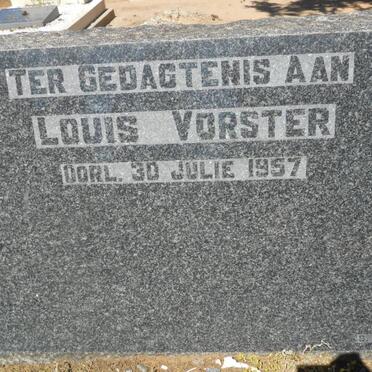 TER GEDAGTENIS AAN
LOUIS VORSTER
OORL. 30 JULIE 1957